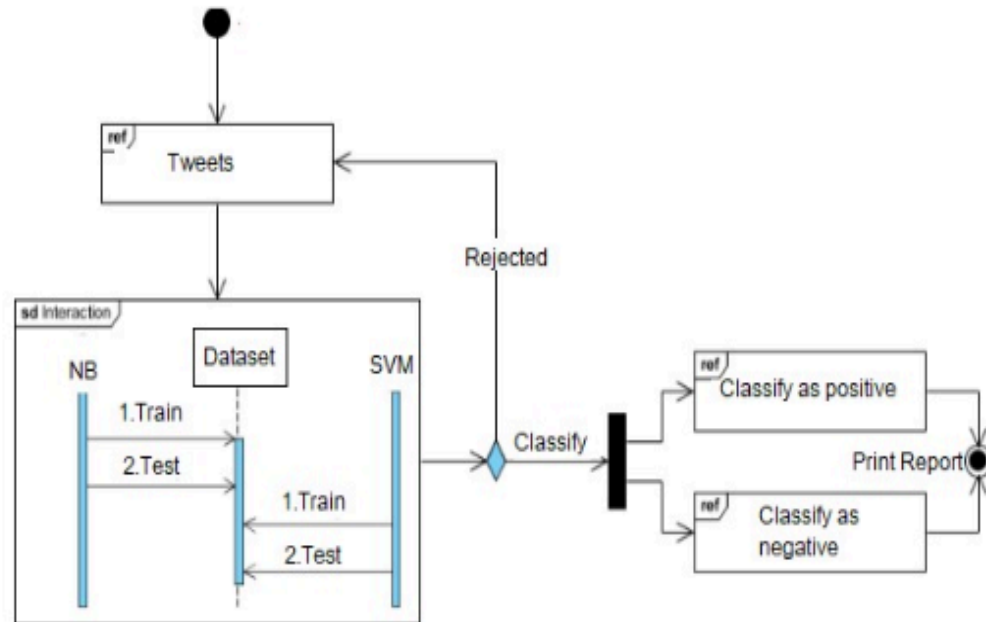 ref
Tweets
Rejected
sd Interaction
Dataset
NB
SVM
1.Train
2.Test
1.Train
2.Test
Classify
ref
Classify as positive
Print Report
ref
Classify as
negative